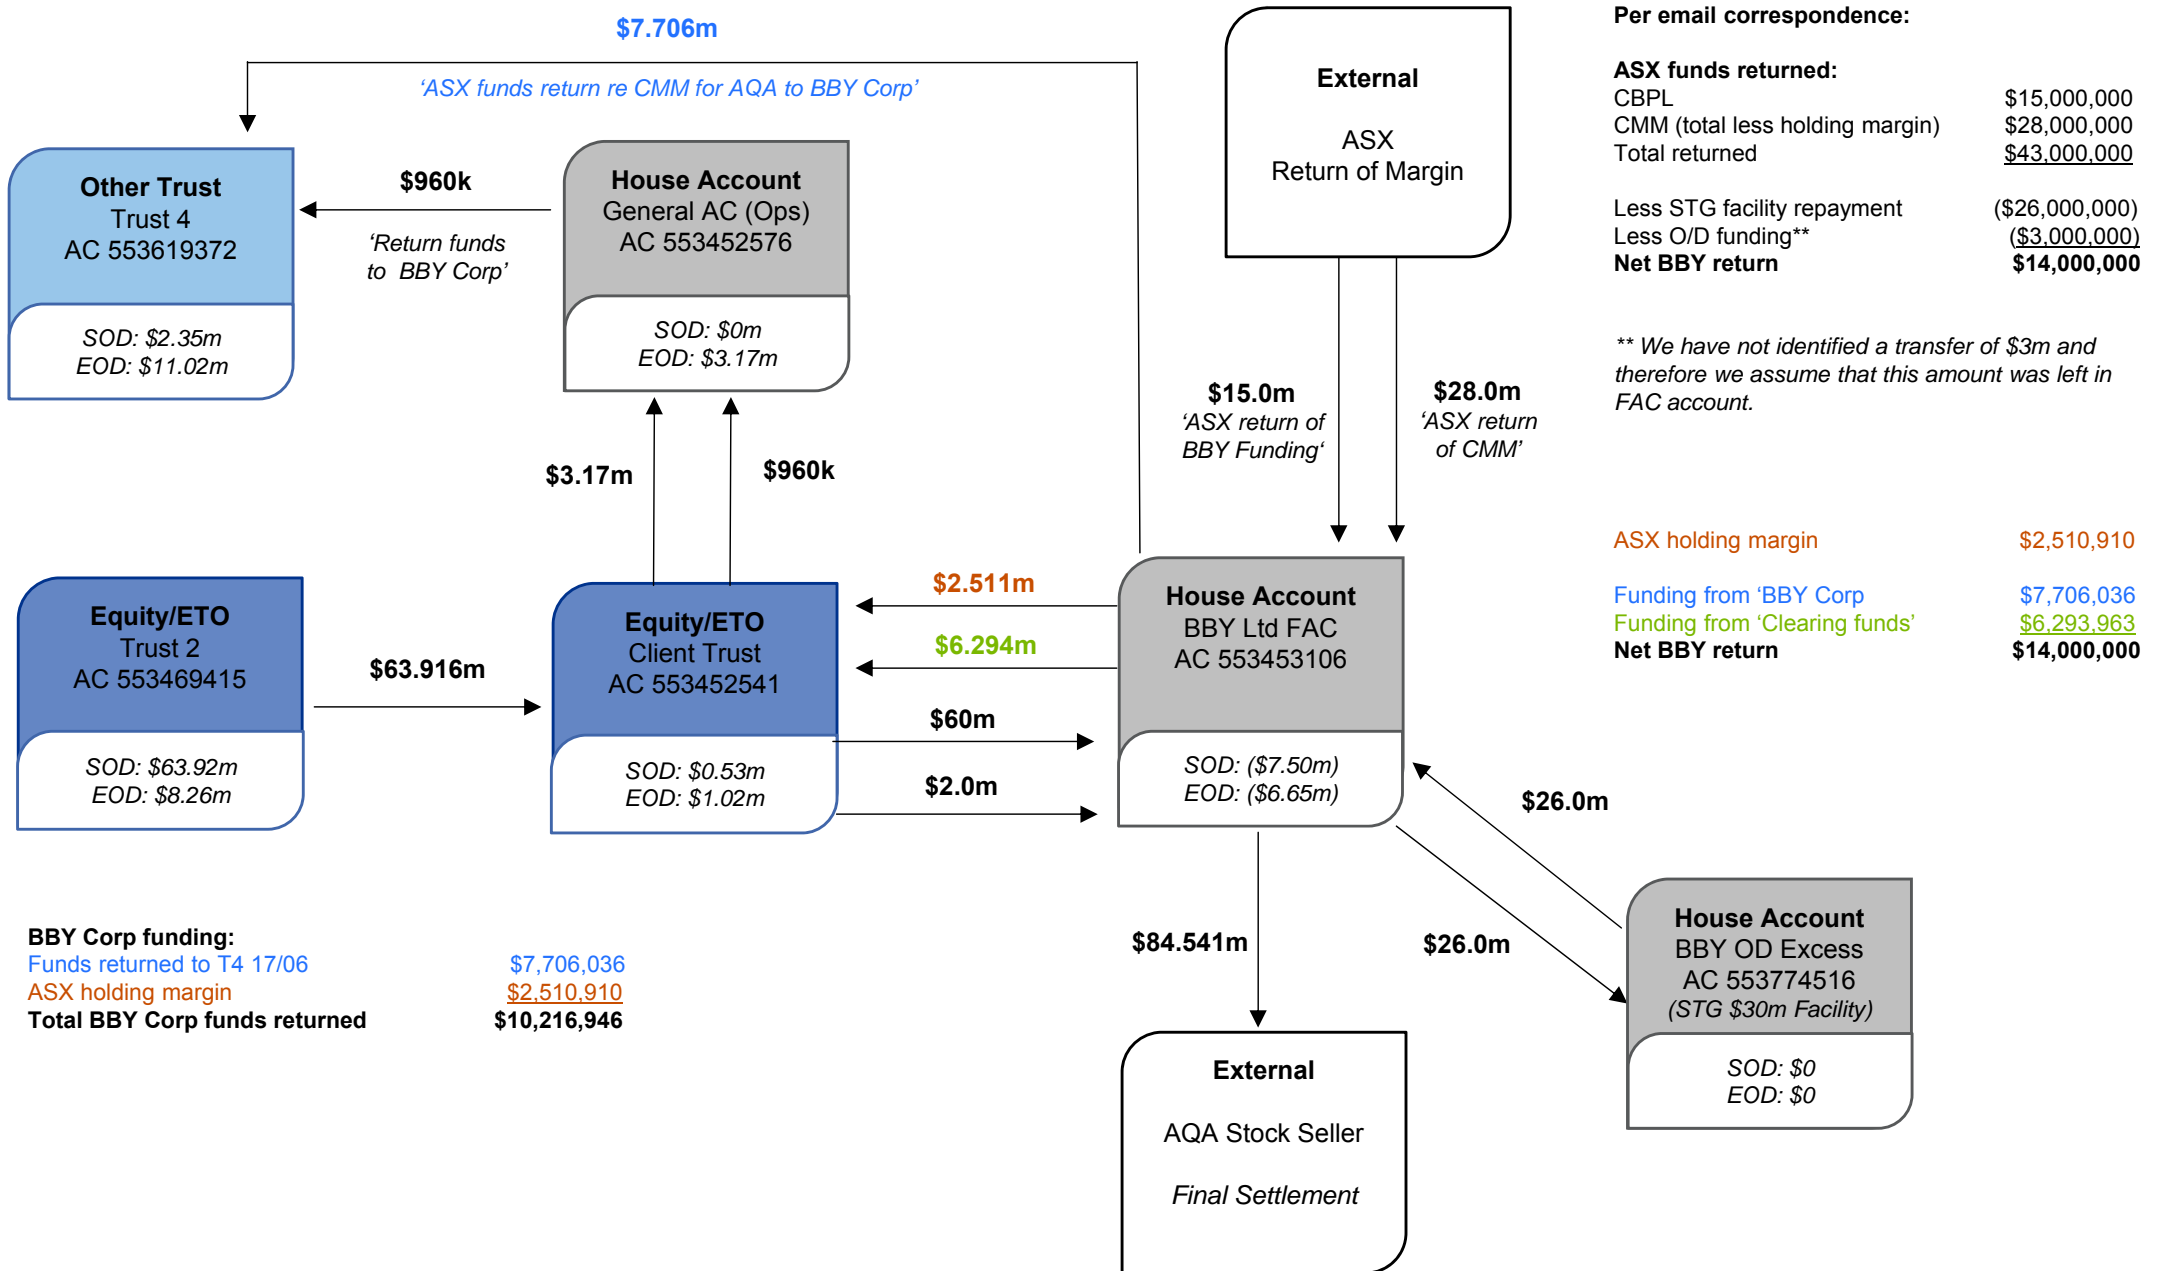 $7.706m
‘ASX funds return re CMM for AQA to BBY Corp’
Other Trust
Trust 4
AC 553619372
SOD: $2.35m
EOD: $11.02m
$960k
‘Return funds
to  BBY Corp’
House Account
General AC (Ops)
AC 553452576
SOD: $0m
EOD: $3.17m
External
ASX
Return of Margin
Per email correspondence:
ASX funds returned:
CBPL $15,000,000
CMM (total less holding margin) $28,000,000
Total returned $43,000,000
Less STG facility repayment ($26,000,000)
Less O/D funding** ($3,000,000)
Net BBY return $14,000,000
** We have not identified a transfer of $3m and
therefore we assume that this amount was left in
FAC account.
$15.0m
‘ASX return of
BBY Funding‘
$28.0m
‘ASX return
of CMM’
$3.17m
$960k
ASX holding margin $2,510,910
Funding from ‘BBY Corp $7,706,036
Funding from ‘Clearing funds’ $6,293,963
Net BBY return $14,000,000
Equity/ETO
Trust 2
AC 553469415
SOD: $63.92m
EOD: $8.26m
$63.916m
Equity/ETO
Client Trust
AC 553452541
SOD: $0.53m
EOD: $1.02m
$2.511m
$6.294m
$60m
$2.0m
House Account
BBY Ltd FAC
AC 553453106
SOD: ($7.50m)
EOD: ($6.65m)
$26.0m
$26.0m
$84.541m
House Account
BBY OD Excess
AC 553774516
(STG $30m Facility)
SOD: $0
EOD: $0
BBY Corp funding:
Funds returned to T4 17/06 $7,706,036
ASX holding margin $2,510,910
Total BBY Corp funds returned $10,216,946
External
AQA Stock Seller
Final Settlement